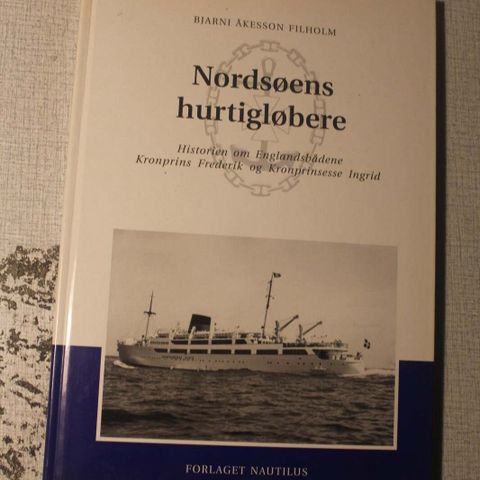 BJARNI ÅKESSON FILHOLM
Nordsøens
hurtigløbere
Historien om Englandsbådene
Kronprins Frederik og Kronprinsesse Ingrid
FORLAGET NAUTILUS